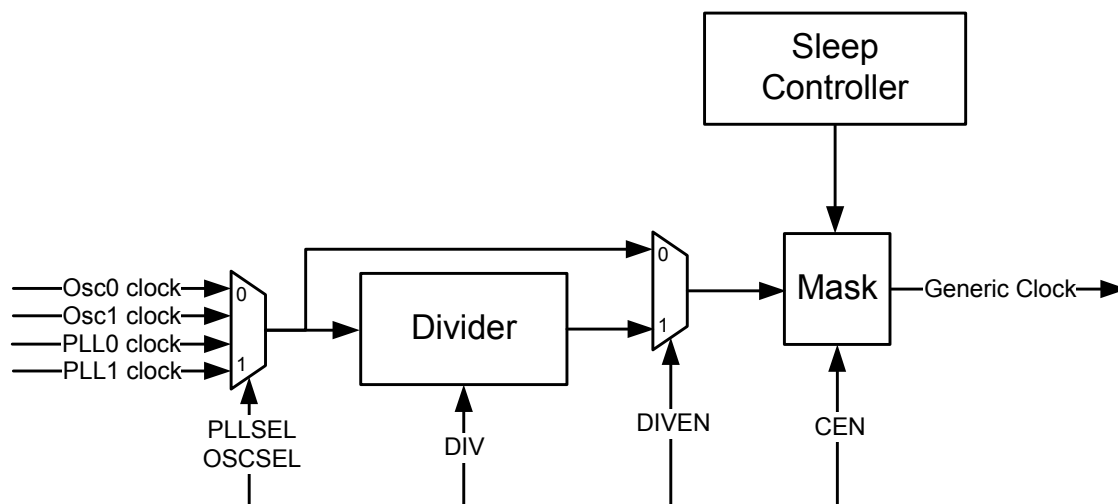 Sleep
Controller
Osc0 clock
Osc1 clock
PLL0 clock
PLL1 clock
0
1
PLLSEL
OSCSEL
Divider
DIV
0
1
DIVEN
Mask
CEN
Generic Clock